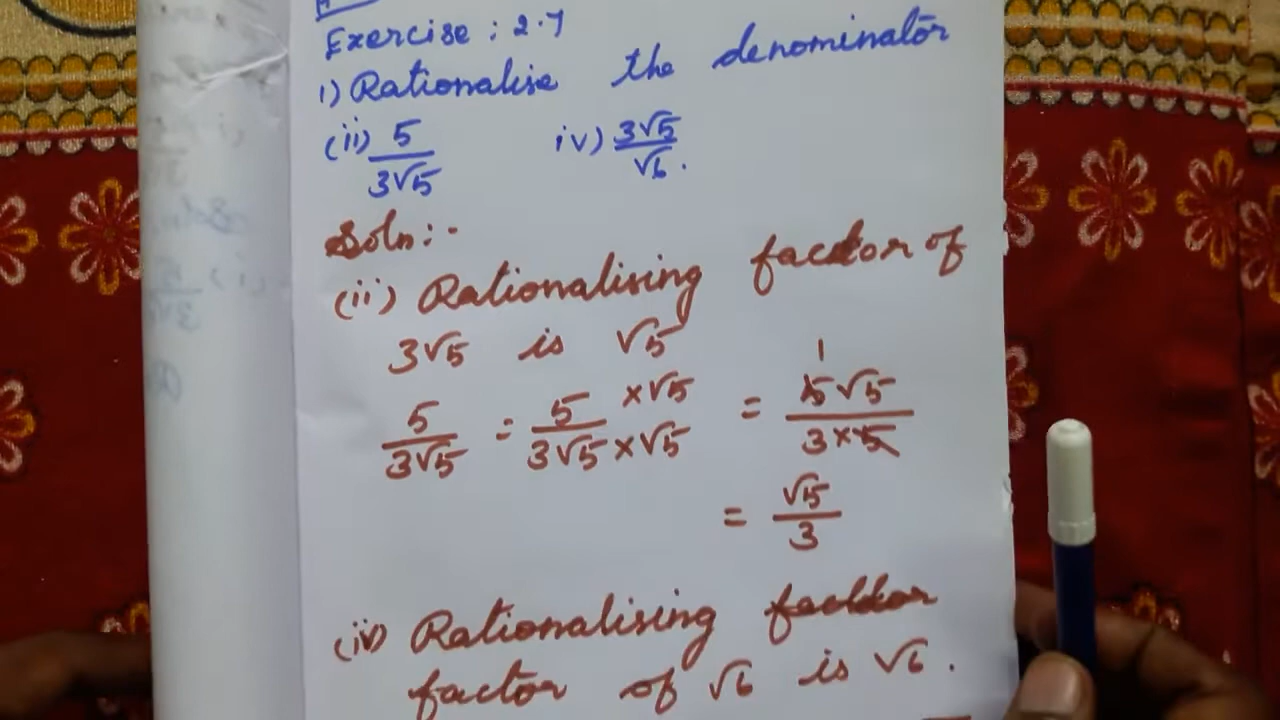 Exercise : 2.7
1) Rationalise the denominator
(ii) 5/3√5 iv) 3√5/√6.
Soln:-
(ii) Rationalising factor of
3√5 is √5
5/3√5 = 5×√5/3√5×√5 = 5√5/3×5 1
= √5/3
(iv) Rationalising
factor of √6 is √6.